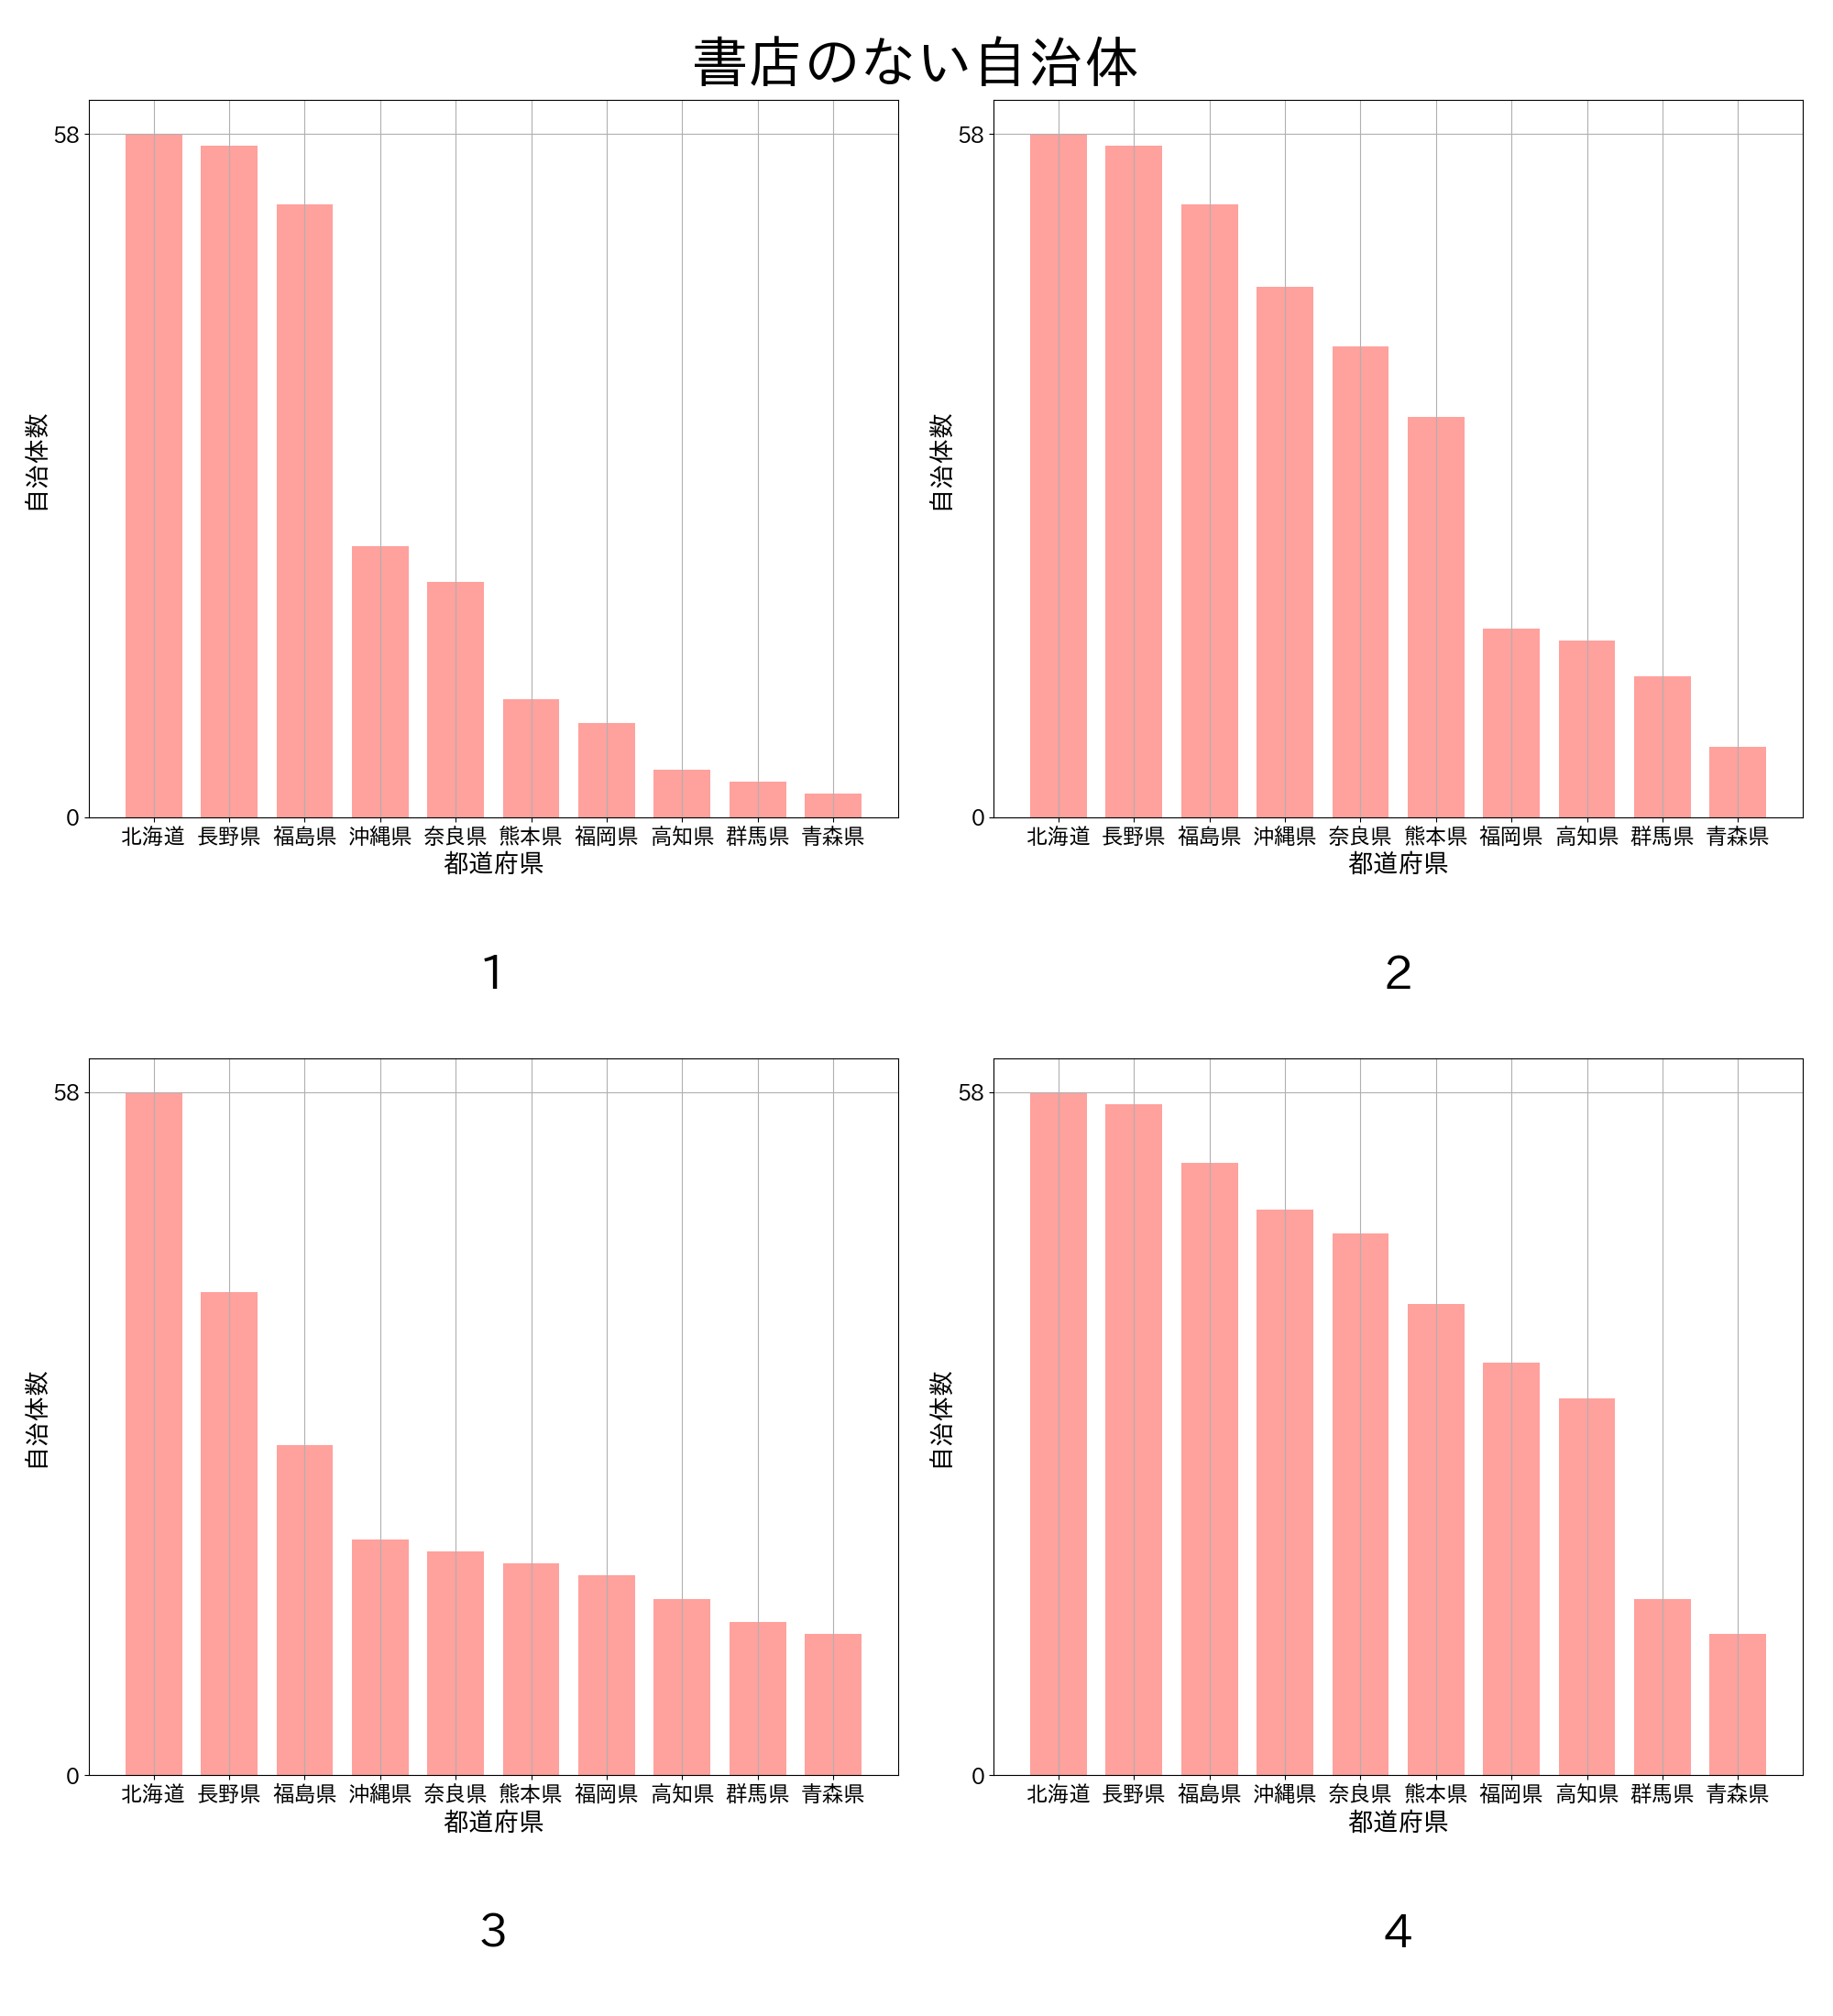 書店のない自治体
58
0
自治体数
北海道 長野県 福島県 沖縄県 奈良県 熊本県 福岡県 高知県 群馬県 青森県
都道府県
1
58
0
自治体数
北海道 長野県 福島県 沖縄県 奈良県 熊本県 福岡県 高知県 群馬県 青森県
都道府県
2
58
0
自治体数
北海道 長野県 福島県 沖縄県 奈良県 熊本県 福岡県 高知県 群馬県 青森県
都道府県
3
58
0
自治体数
北海道 長野県 福島県 沖縄県 奈良県 熊本県 福岡県 高知県 群馬県 青森県
都道府県
4